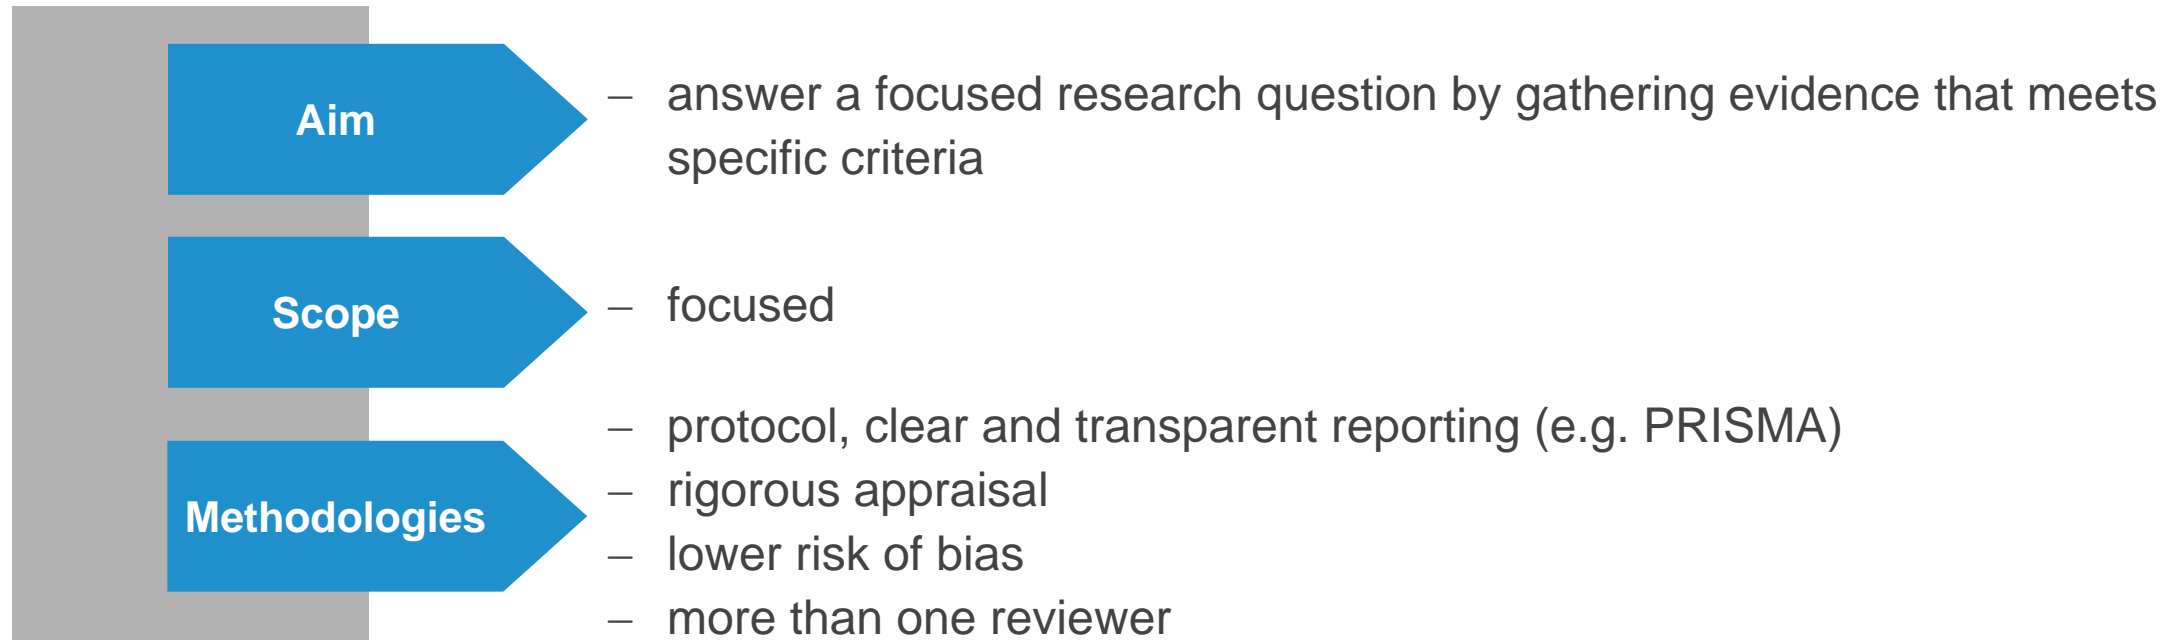 Aim
– answer a focused research question by gathering evidence that meets
specific criteria
Scope
– focused
Methodologies
– protocol, clear and transparent reporting (e.g. PRISMA)
– rigorous appraisal
– lower risk of bias
– more than one reviewer